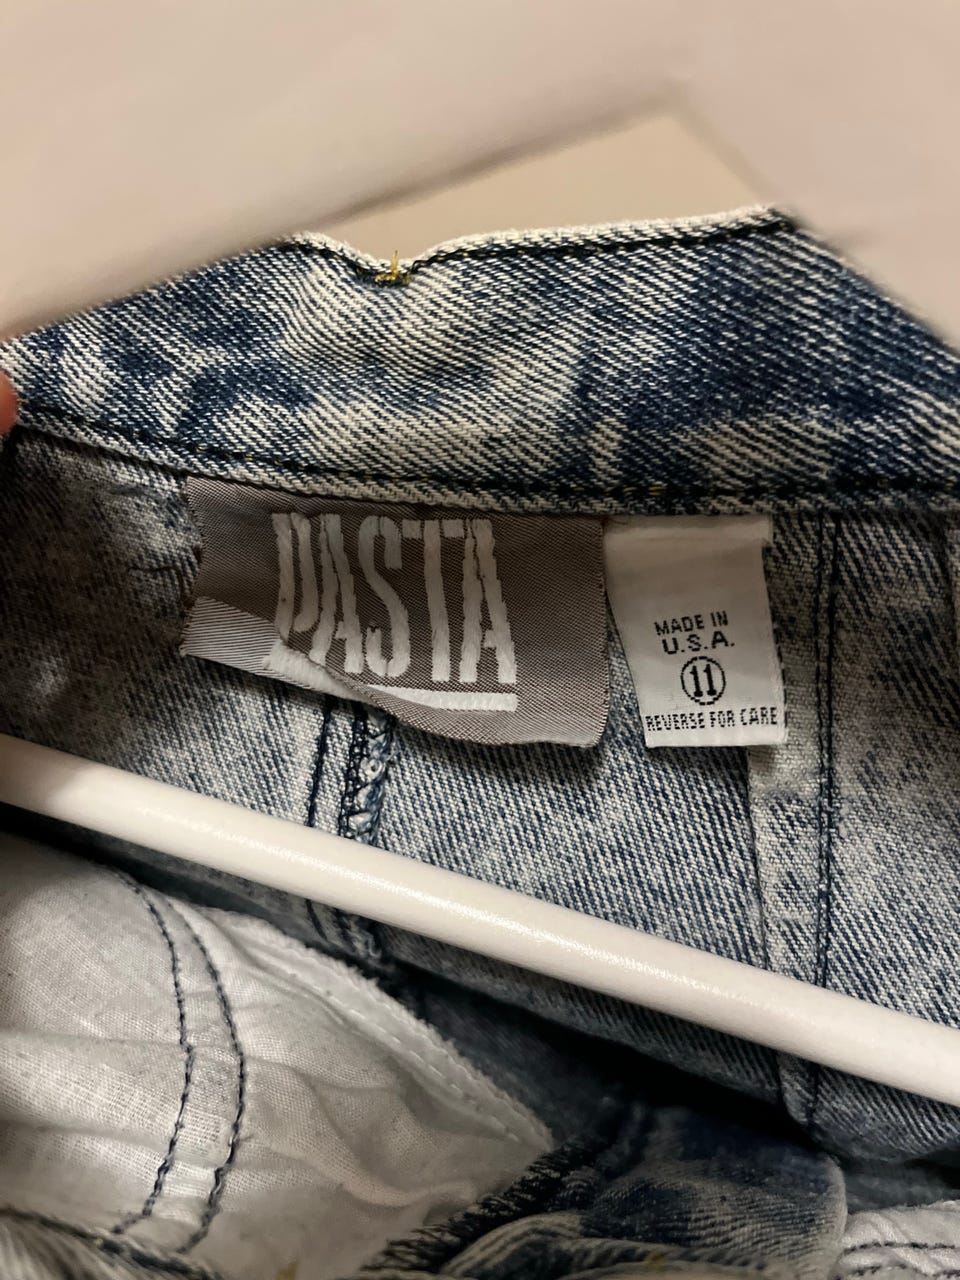 PASTA
MADE IN
U.S.A.
11
REVERSE FOR CARE